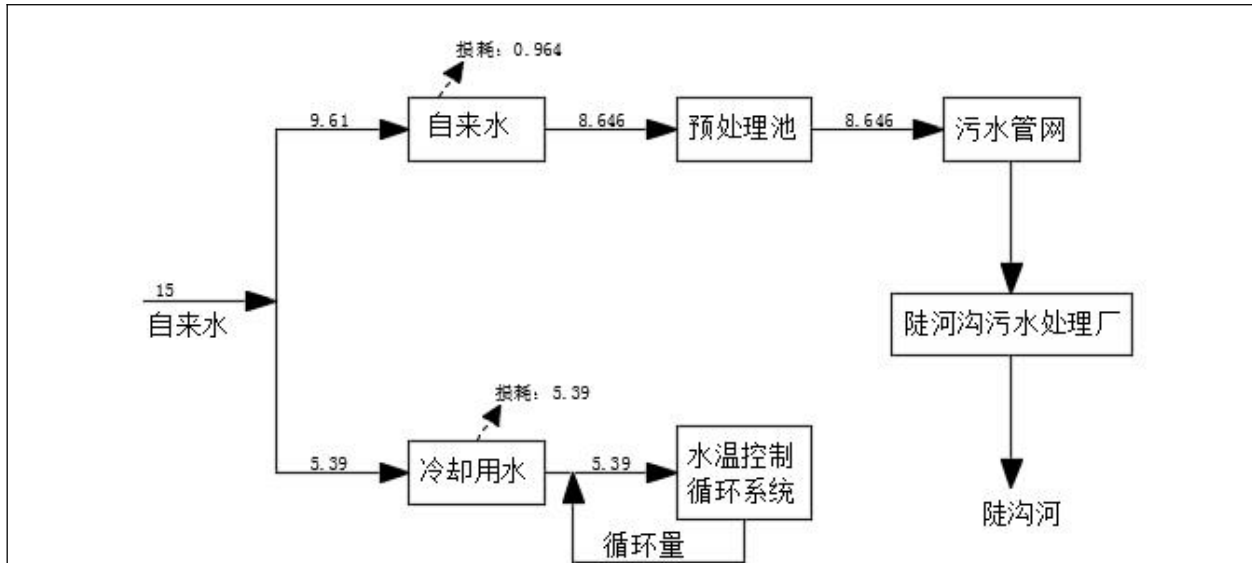 损耗: 0.964
9.61
自来水
8.646
预处理池
8.646
污水管网
15
自来水
陡河沟污水处理厂
损耗: 5.39
5.39
冷却用水
5.39
水温控制
循环系统
循环量
陡沟河